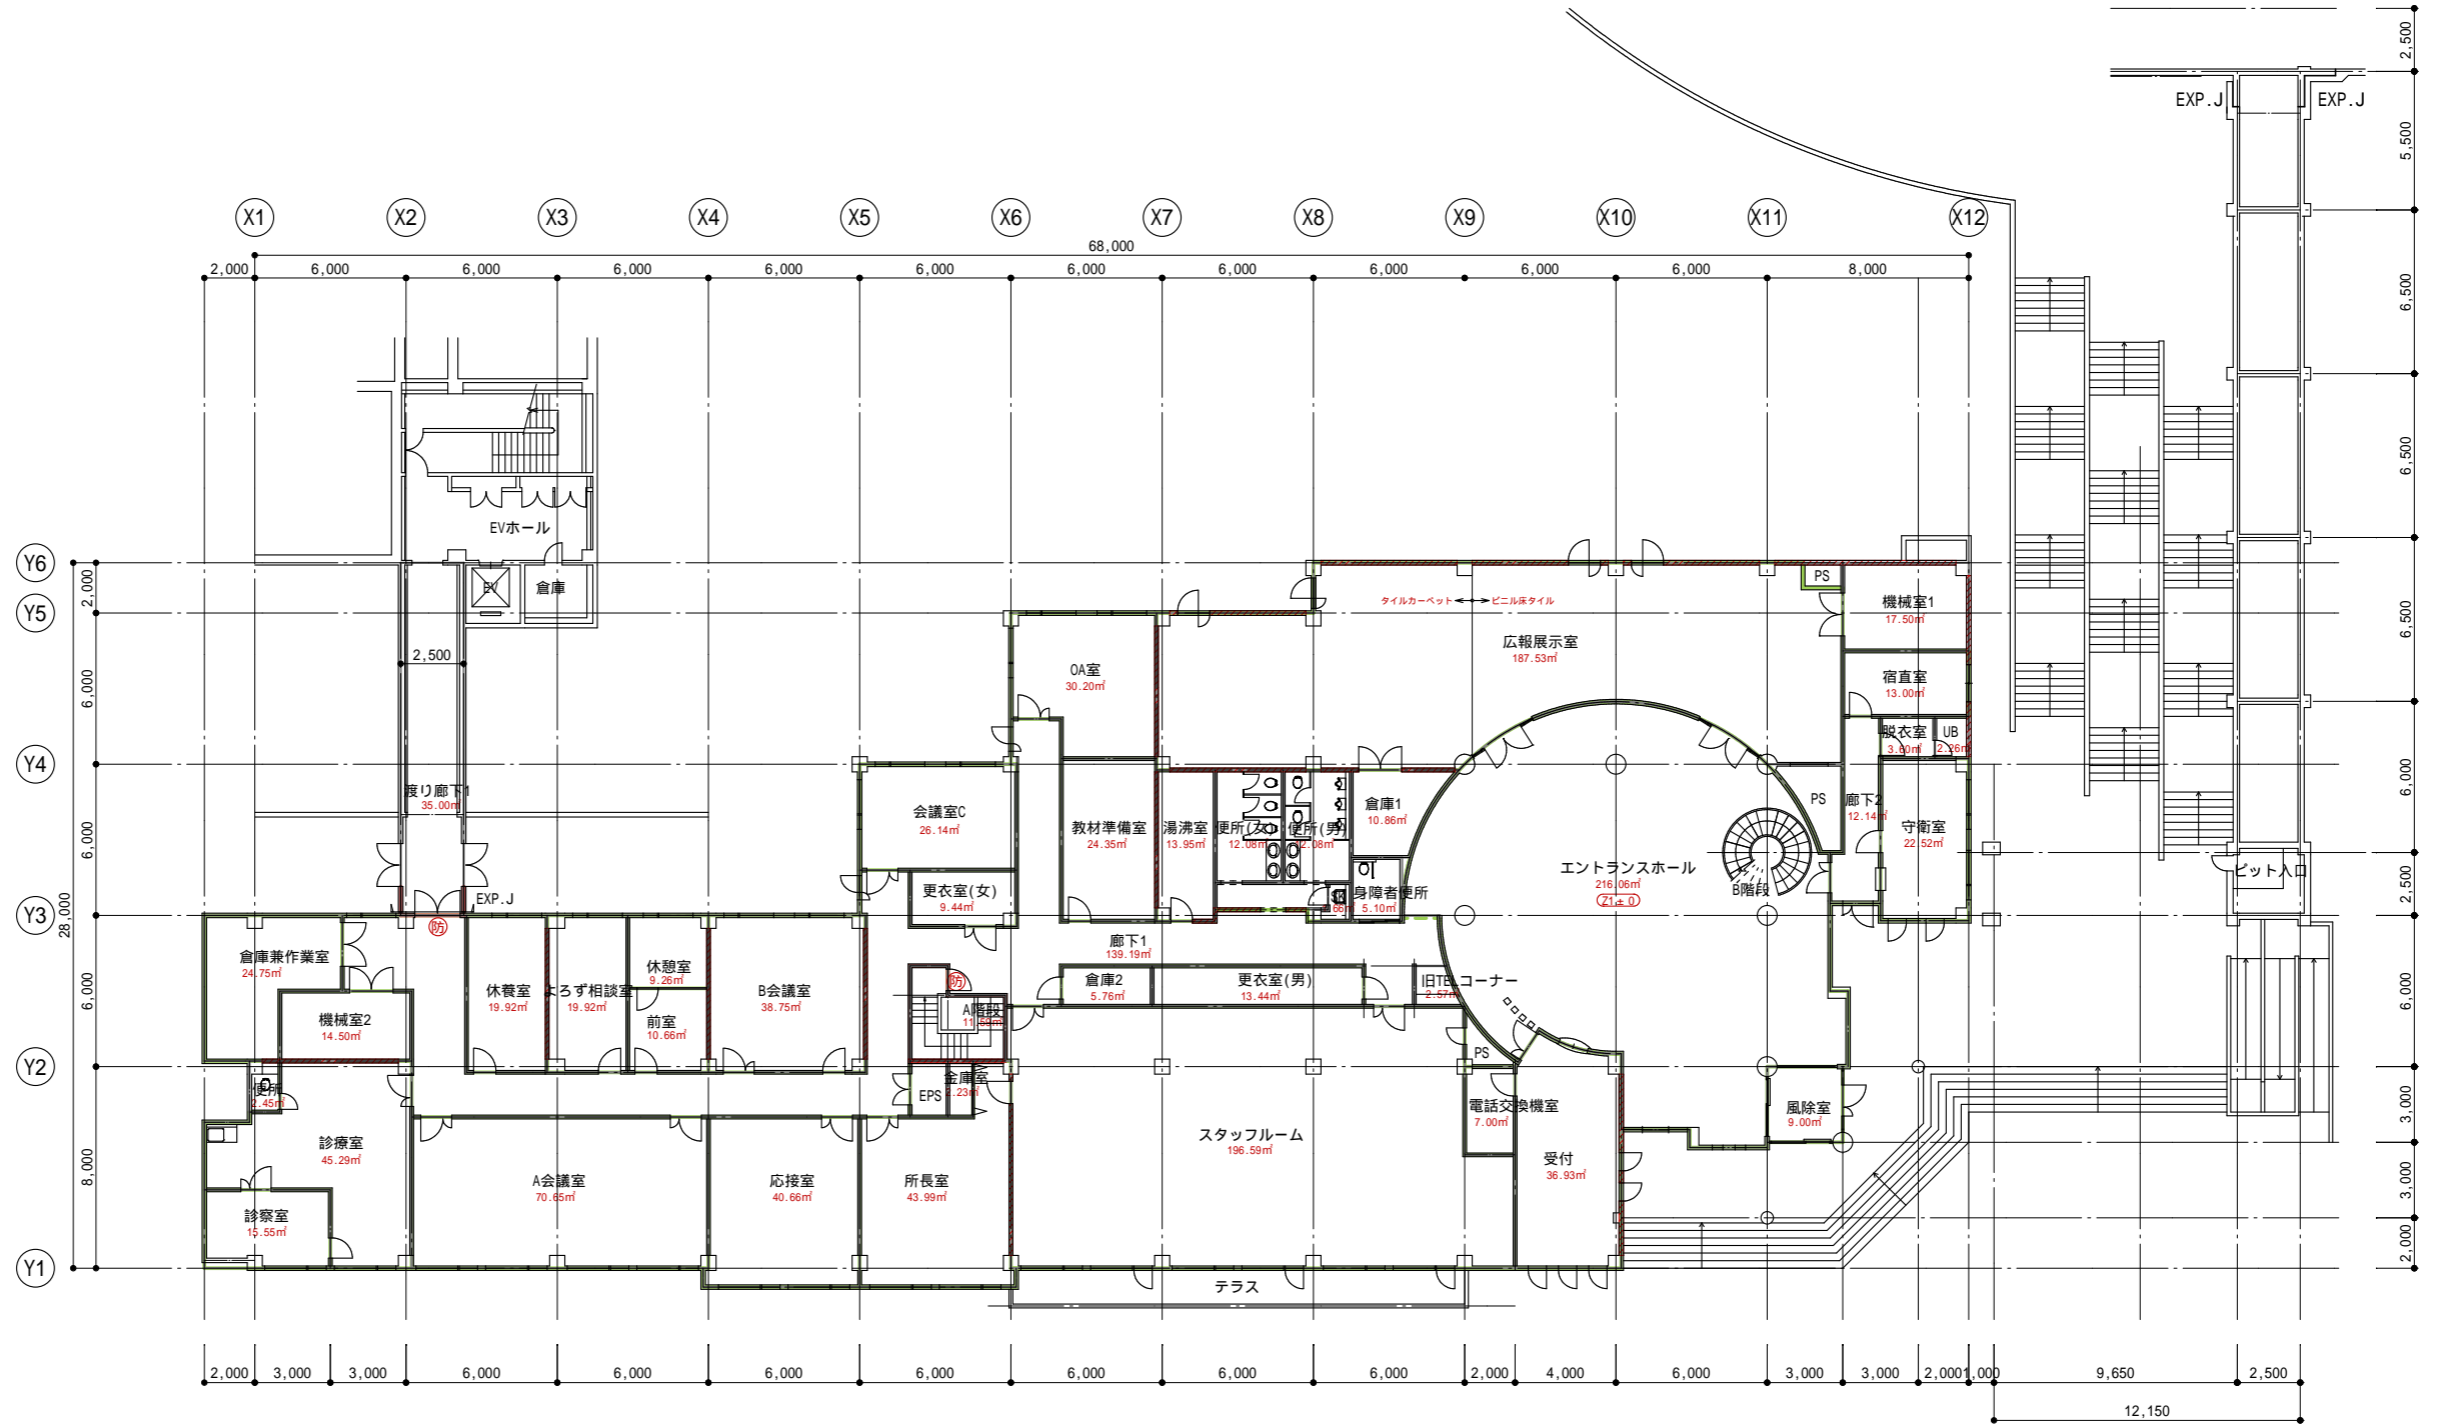 2,500
EXP.J
EXP.J
5,500
X1
X2
X3
X4
X5
X6
X7
X8
X9
X10
X11
X12
68,000
2,000
6,000
6,000
6,000
6,000
6,000
6,000
6,000
6,000
6,000
6,000
8,000
6,500
6,500
6,500
6,000
2,500
6,000
3,000
3,000
2,000
Y6
Y5
Y4
Y3
Y2
Y1
2,000
6,000
6,000
6,000
8,000
28,000
EVホール
EV
倉庫
2,500
渡り廊下1
35.00㎡
EXP.J
防
タイルカーペット
ビニル床タイル
PS
機械室1
17.50㎡
広報展示室
187.53㎡
OA室
30.20㎡
宿直室
13.00㎡
脱衣室
3.60㎡
UB
2.26㎡
会議室C
26.14㎡
教材準備室
24.35㎡
湯沸室
13.95㎡
便所(女)
12.08㎡
便所(男)
12.08㎡
倉庫1
10.86㎡
PS
廊下2
12.14㎡
守衛室
22.52㎡
エントランスホール
216.06㎡
Z1±0
B階段
ピット入口
更衣室(女)
9.44㎡
身障者便所
5.10㎡
倉庫兼作業室
24.75㎡
機械室2
14.50㎡
休養室
19.92㎡
よろず相談室
19.92㎡
休憩室
9.26㎡
前室
10.66㎡
B会議室
38.75㎡
防
A階段
11.59㎡
廊下1
139.19㎡
倉庫2
5.76㎡
更衣室(男)
13.44㎡
旧TELコーナー
2.57㎡
PS
便所
2.45㎡
EPS
金庫室
2.23㎡
電話交換機室
7.00㎡
風除室
9.00㎡
診療室
45.29㎡
診察室
15.55㎡
A会議室
70.65㎡
応接室
40.66㎡
所長室
43.99㎡
スタッフルーム
196.59㎡
受付
36.93㎡
テラス
2,000
3,000
3,000
6,000
6,000
6,000
6,000
6,000
6,000
6,000
2,000
4,000
6,000
3,000
3,000
2,000
1,000
9,650
2,500
12,150